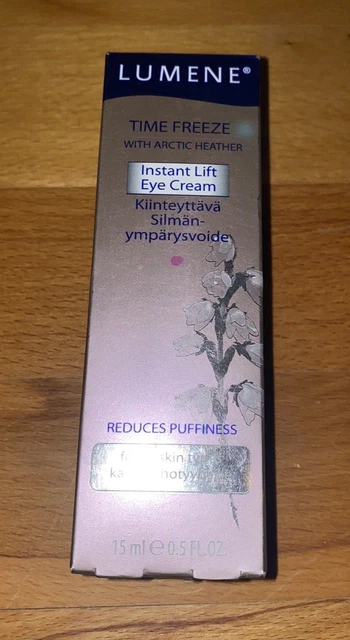 LUMENE®
TIME FREEZE
WITH ARCTIC HEATHER
Instant Lift
Eye Cream
Kiinteyttävä
Silmän-
ympärysvoide
REDUCES PUFFINESS
skin
15 ml ℮ 0.5 FL.OZ.